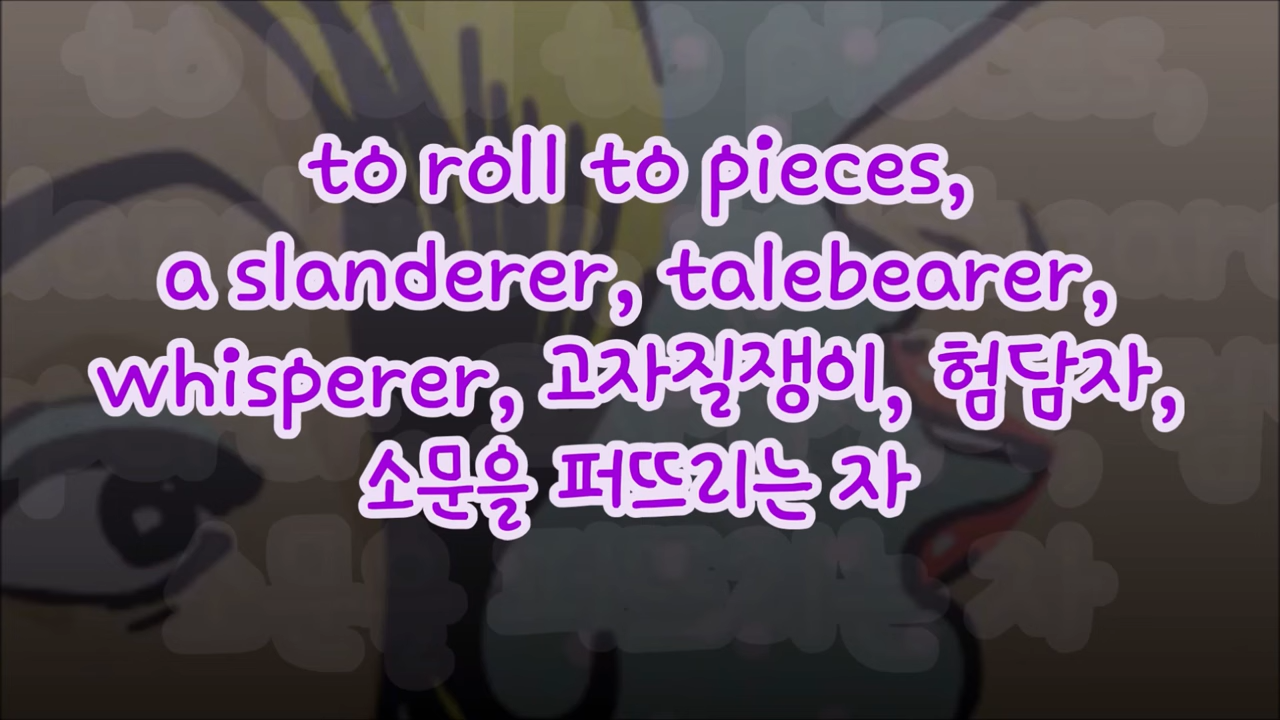 to roll to pieces,
a slanderer, talebearer,
whisperer, 고자질쟁이, 험담자,
소문을 퍼뜨리는 자